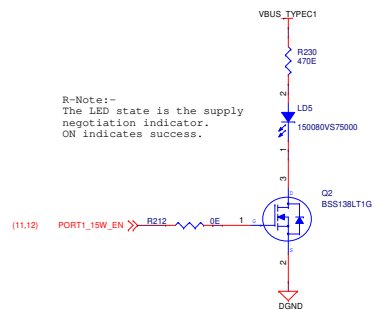 VBUS_TYPEC1
R230
470E
2
LD5
150080VS75000
1
R-Note:-
The LED state is the supply
negotiation indicator.
ON indicates success.
3
D
Q2
BSS138LT1G
(11,12) PORT1_15W_EN R212 0E 1 G
S
2
DGND